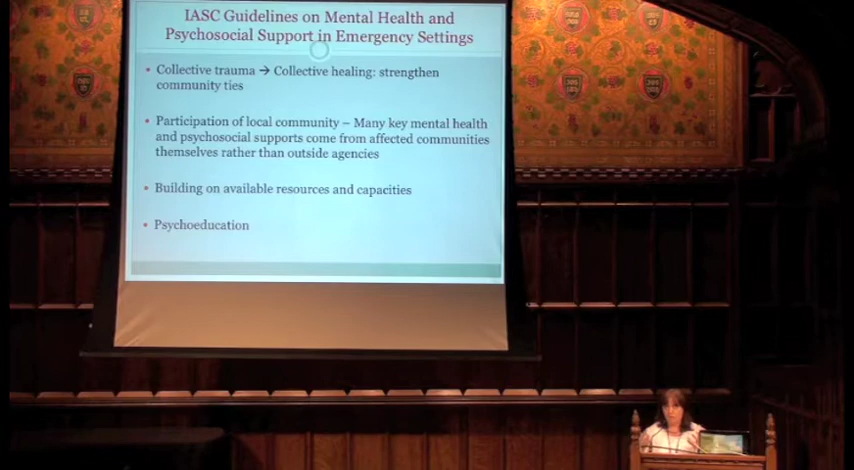 IASC Guidelines on Mental Health and
Psychosocial Support in Emergency Settings
• Collective trauma → Collective healing: strengthen
community ties
• Participation of local community – Many key mental health
and psychosocial supports come from affected communities
themselves rather than outside agencies
• Building on available resources and capacities
• Psychoeducation